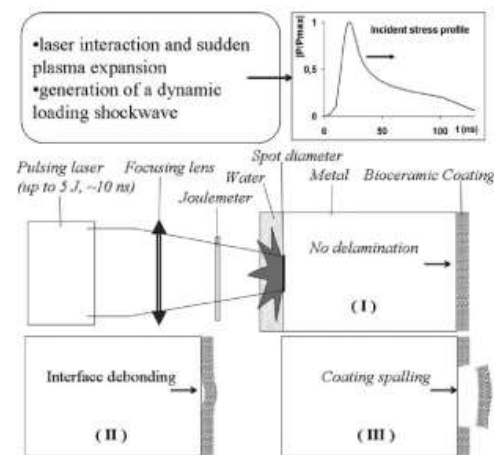 •laser interaction and sudden
plasma expansion
•generation of a dynamic
loading shockwave
|P/Pmax|
1
0,5
0
0
50
100
t (ns)
Incident stress profile
Pulsing laser
(up to 5 J, ~10 ns)
Focusing lens
Joulemeter
Water
Spot diameter
Metal
Bioceramic Coating
No delamination
( I )
Interface debonding
( II )
Coating spalling
( III )